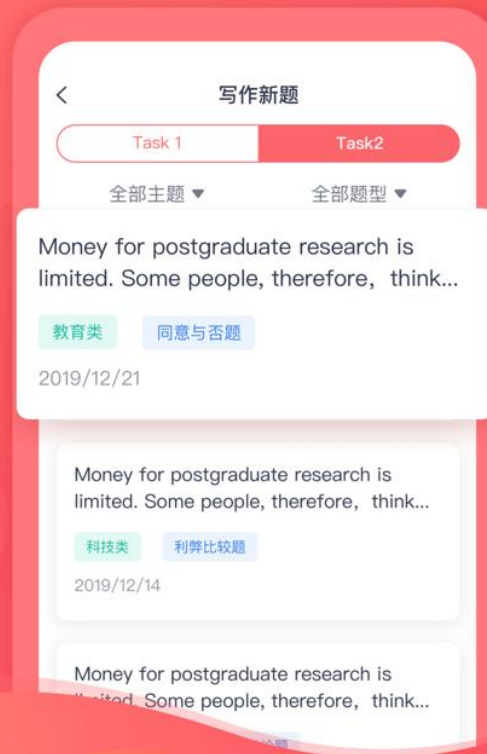 写作新题
Task 1 Task2
全部主题 ▼ 全部题型 ▼
Money for postgraduate research is
limited. Some people, therefore，think...
教育类 同意与否题
2019/12/21
Money for postgraduate research is
limited. Some people, therefore，think...
科技类 利弊比较题
2019/12/14
Money for postgraduate research is
limited. Some people, therefore，think...